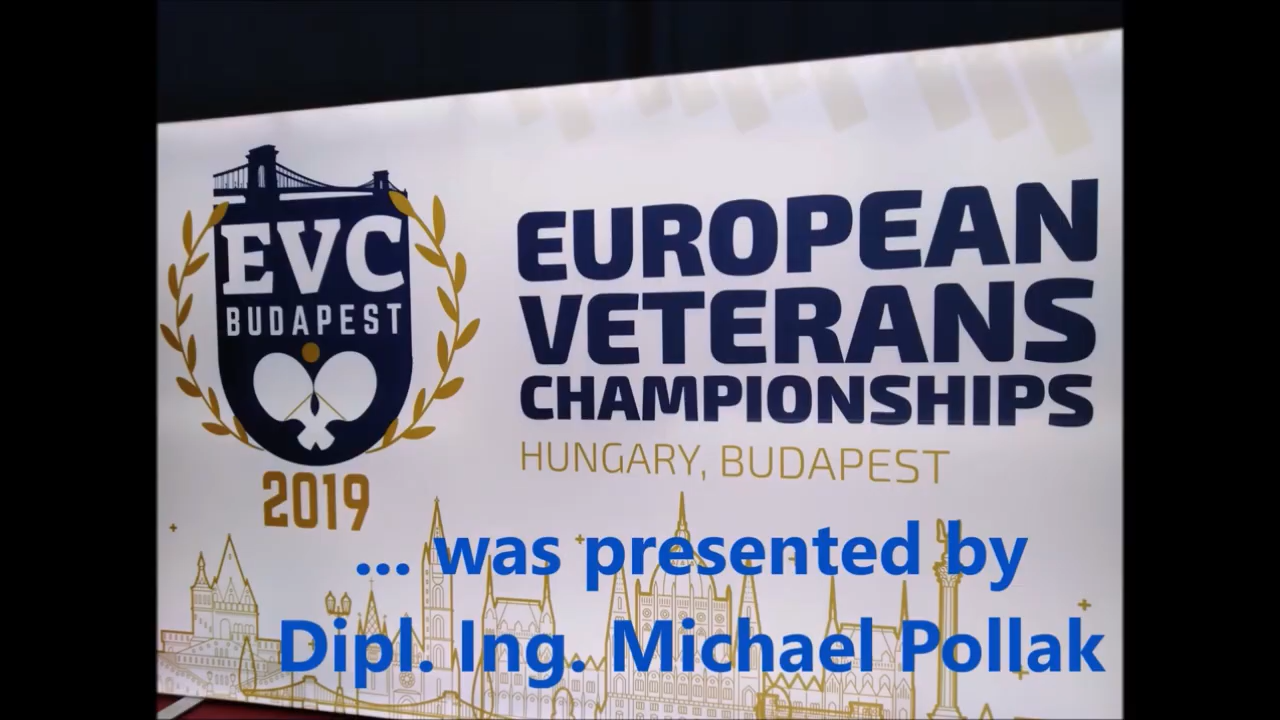 EVC
BUDAPEST
2019
EUROPEAN
VETERANS
CHAMPIONSHIPS
HUNGARY, BUDAPEST
... was presented by
Dipl. Ing. Michael Pollak